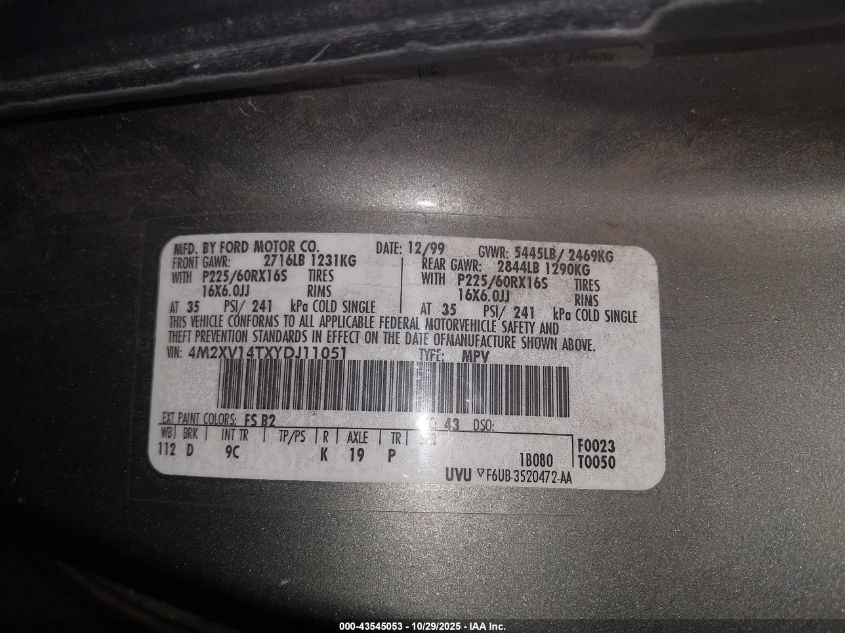 MFD. BY FORD MOTOR CO. DATE: 12/99 GVWR: 5445LB/ 2469KG
FRONT GAWR: 2716LB 1231KG REAR GAWR: 2844LB 1290KG
WITH P225/60RX16S TIRES WITH P225/60RX16S TIRES
16X6.0JJ RIMS 16X6.0JJ RIMS
AT 35 PSI/ 241 kPa COLD SINGLE AT 35 PSI/ 241 kPa COLD SINGLE
THIS VEHICLE CONFORMS TO ALL APPLICABLE FEDERAL MOTORVEHICLE SAFETY AND
THEFT PREVENTION STANDARDS IN EFFECT ON THE DATE OFMANUFACTURE SHOWN ABOVE.
VIN: 4M2XV14TXYDJ11051 TYPE: MPV
EXT PAINT COLORS: FS B2 43 DSO:
WB BRK INT TR TP/PS R AXLE TR F0023
112 D 9C K 19 P 1B080 T0050
UVU F6UB-3520472-AA
000-43545053 - 10/29/2025 - IAA Inc.